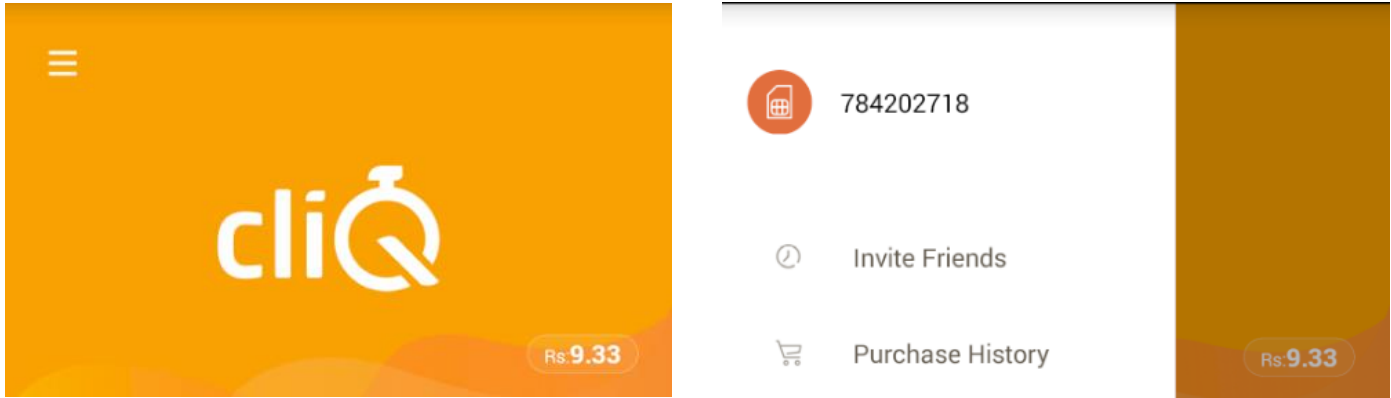 cliQ
Rs:9.33
784202718
Invite Friends
Purchase History
Rs:9.33